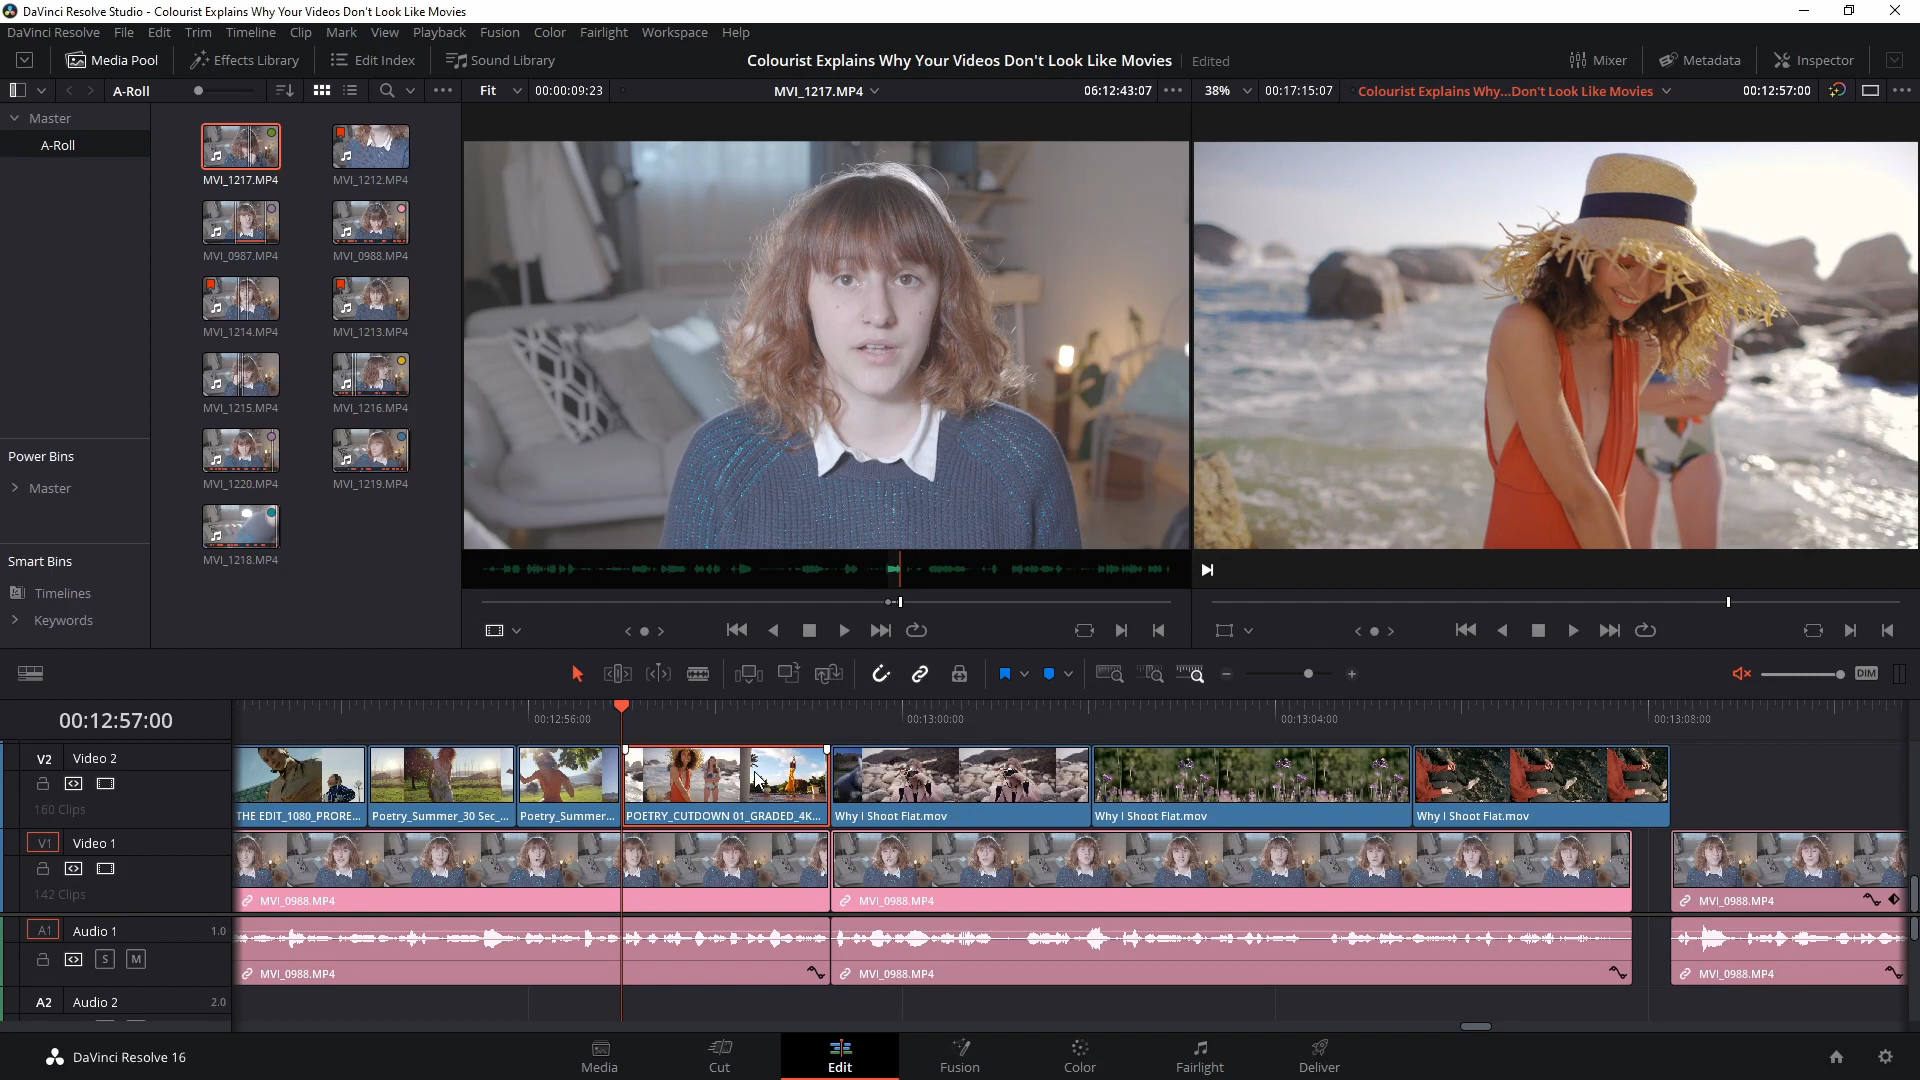 DaVinci Resolve Studio - Colourist Explains Why Your Videos Don't Look Like Movies
DaVinci Resolve File Edit Trim Timeline Clip Mark View Playback Fusion Color Fairlight Workspace Help
Media Pool Effects Library Edit Index Sound Library Colourist Explains Why Your Videos Don't Look Like Movies Edited Mixer Metadata Inspector
A-Roll Fit 00:00:09:23 MVI_1217.MP4 06:12:43:07 38% 00:17:15:07 Colourist Explains Why...Don't Look Like Movies 00:12:57:00
Master
A-Roll
MVI_1217.MP4 MVI_1212.MP4
MVI_0987.MP4 MVI_0988.MP4
MVI_1214.MP4 MVI_1213.MP4
MVI_1215.MP4 MVI_1216.MP4
MVI_1220.MP4 MVI_1219.MP4
MVI_1218.MP4
Power Bins
Master
Smart Bins
Timelines
Keywords
DIM
00:12:57:00 00:12:56:00 00:13:00:00 00:13:04:00 00:13:08:00
V2 Video 2
160 Clips
THE EDIT_1080_PRORE... Poetry_Summer_30 Sec_... Poetry_Summer... POETRY_CUTDOWN 01_GRADED_4K... Why I Shoot Flat.mov Why I Shoot Flat.mov Why I Shoot Flat.mov
V1 Video 1
142 Clips
MVI_0988.MP4 MVI_0988.MP4 MVI_0988.MP4
A1 Audio 1 1.0
S M
MVI_0988.MP4 MVI_0988.MP4 MVI_0988.MP4
A2 Audio 2 2.0
DaVinci Resolve 16 Media Cut Edit Fusion Color Fairlight Deliver